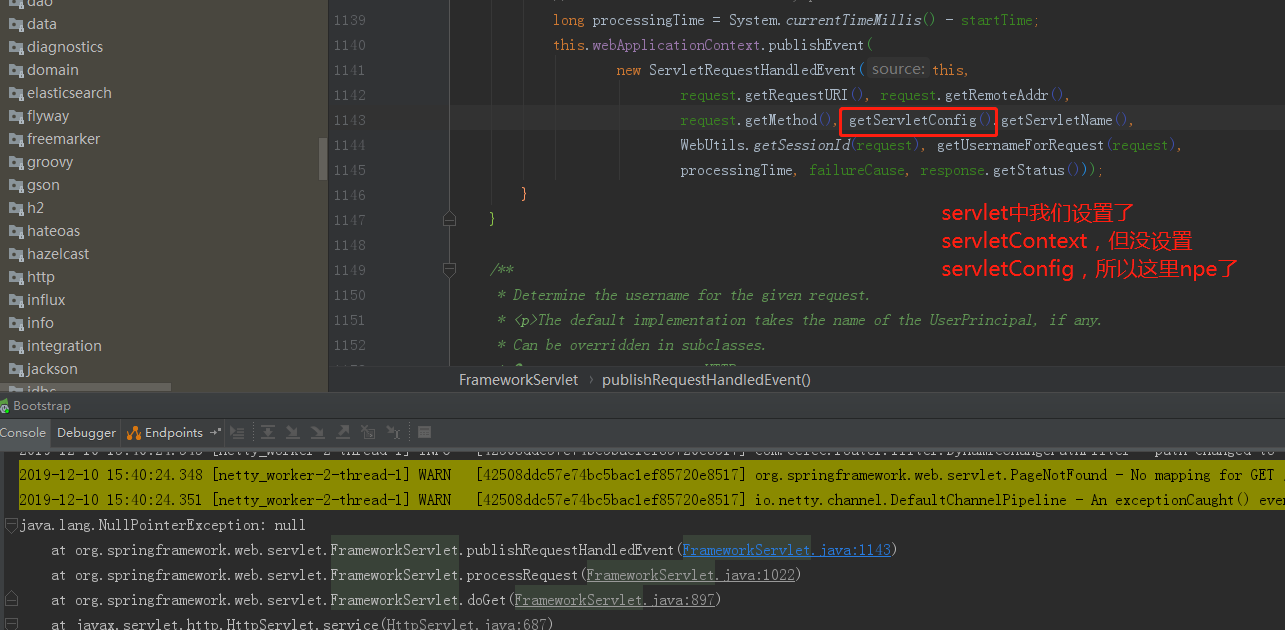 dao
data
diagnostics
domain
elasticsearch
flyway
freemarker
groovy
gson
h2
hateoas
hazelcast
http
influx
info
integration
jackson
jdbc
1139 long processingTime = System.currentTimeMillis() - startTime;
1140 this.webApplicationContext.publishEvent(
1141 new ServletRequestHandledEvent( source: this,
1142 request.getRequestURI(), request.getRemoteAddr(),
1143 request.getMethod(), getServletConfig().getServletName(),
1144 WebUtils.getSessionId(request), getUsernameForRequest(request),
1145 processingTime, failureCause, response.getStatus()));
1146 }
1147 }
1148
1149 /**
1150 * Determine the username for the given request.
1151 * <p>The default implementation takes the name of the UserPrincipal, if any.
1152 * Can be overridden in subclasses.
servlet中我们设置了
servletContext，但没设置
servletConfig，所以这里npe了
FrameworkServlet › publishRequestHandledEvent()
Bootstrap
Console Debugger Endpoints
2019-12-10 15:40:24.348 [netty_worker-2-thread-1] WARN [42508ddc57e74bc5bac1ef85720e8517] org.springframework.web.servlet.PageNotFound - No mapping for GET
2019-12-10 15:40:24.351 [netty_worker-2-thread-1] WARN [42508ddc57e74bc5bac1ef85720e8517] io.netty.channel.DefaultChannelPipeline - An exceptionCaught() eve
java.lang.NullPointerException: null
at org.springframework.web.servlet.FrameworkServlet.publishRequestHandledEvent(FrameworkServlet.java:1143)
at org.springframework.web.servlet.FrameworkServlet.processRequest(FrameworkServlet.java:1022)
at org.springframework.web.servlet.FrameworkServlet.doGet(FrameworkServlet.java:897)
at javax.servlet.http.HttpServlet.service(HttpServlet.java:687)